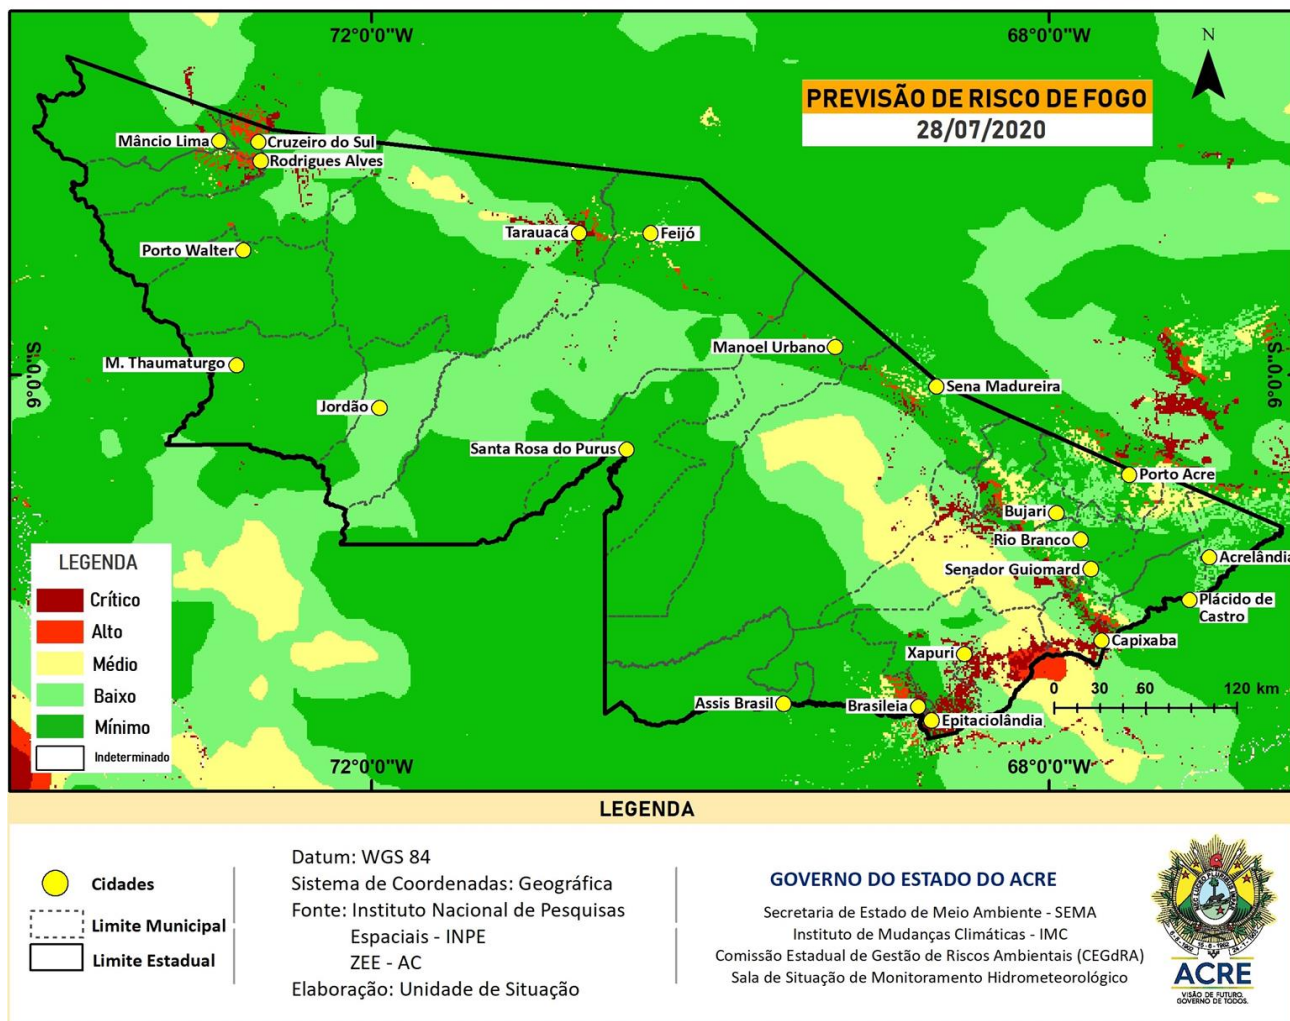 72°0'0"W
68°0'0"W
N
PREVISÃO DE RISCO DE FOGO
28/07/2020
Mâncio Lima
Cruzeiro do Sul
Rodrigues Alves
Tarauacá
Feijó
Porto Walter
Manoel Urbano
M. Thaumaturgo
9°0'0"S
9°0'0"S
Sena Madureira
Jordão
Santa Rosa do Purus
Porto Acre
Bujari
Rio Branco
Acrelândia
Senador Guiomard
Plácido de
Castro
Capixaba
Xapuri
Assis Brasil
Brasileia
Epitaciolândia
0 30 60 120 km
LEGENDA
Crítico
Alto
Médio
Baixo
Mínimo
Indeterminado
72°0'0"W
68°0'0"W
LEGENDA
Cidades
Limite Municipal
Limite Estadual
Datum: WGS 84
Sistema de Coordenadas: Geográfica
Fonte: Instituto Nacional de Pesquisas
Espaciais - INPE
ZEE - AC
Elaboração: Unidade de Situação
GOVERNO DO ESTADO DO ACRE
Secretaria de Estado de Meio Ambiente - SEMA
Instituto de Mudanças Climáticas - IMC
Comissão Estadual de Gestão de Riscos Ambientais (CEGdRA)
Sala de Situação de Monitoramento Hidrometeorológico
ACRE
VISÃO DE FUTURO.
GOVERNO DE TODOS.